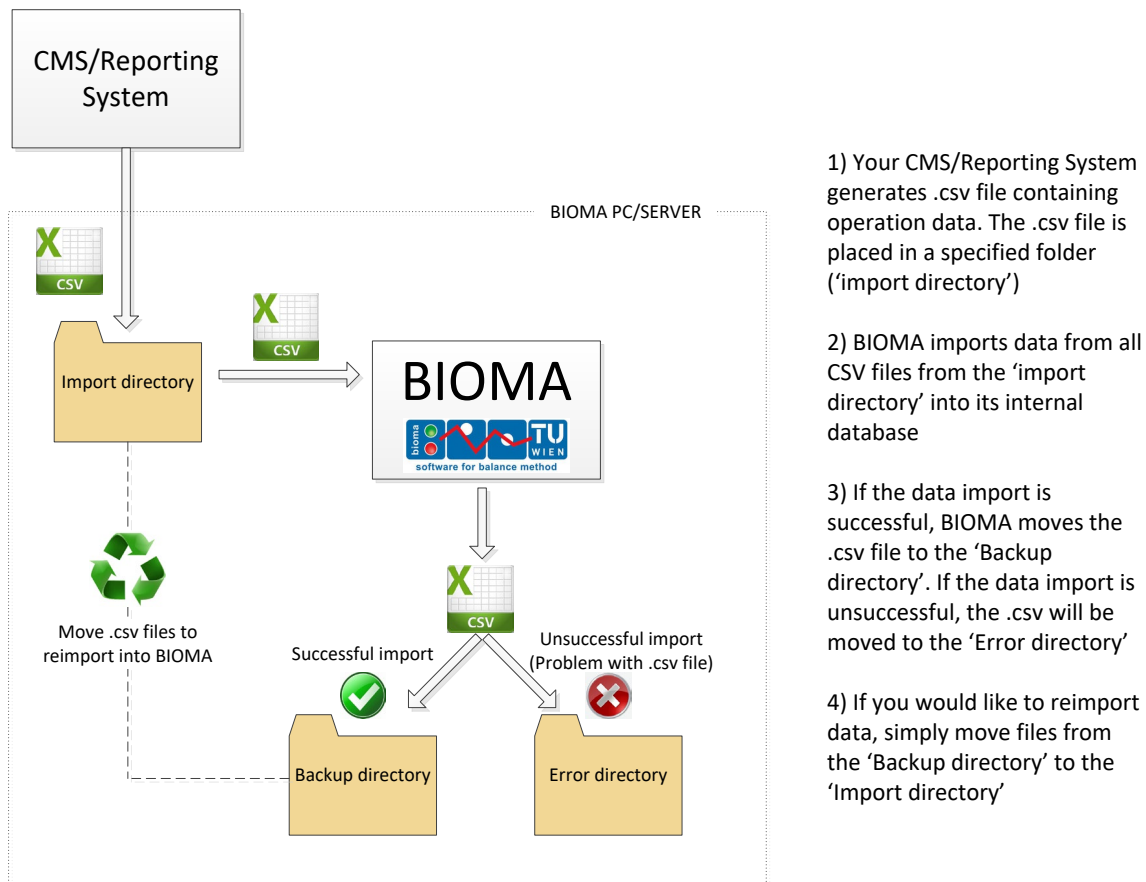 CMS/Reporting
System
BIOMA PC/SERVER
X
CSV
X
CSV
Import directory
BIOMA
bioma
TU
WIEN
software for balance method
X
CSV
Move .csv files to
reimport into BIOMA
Successful import
Unsuccessful import
(Problem with .csv file)
Backup directory
Error directory
1) Your CMS/Reporting System
generates .csv file containing
operation data. The .csv file is
placed in a specified folder
(‘import directory’)
2) BIOMA imports data from all
CSV files from the ‘import
directory’ into its internal
database
3) If the data import is
successful, BIOMA moves the
.csv file to the ‘Backup
directory’. If the data import is
unsuccessful, the .csv will be
moved to the ‘Error directory’
4) If you would like to reimport
data, simply move files from
the ‘Backup directory’ to the
‘Import directory’